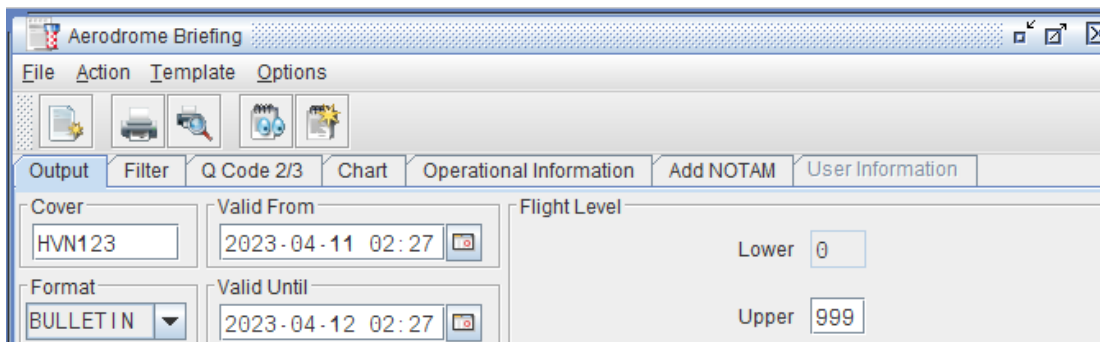 Aerodrome Briefing
File Action Template Options
Output Filter Q Code 2/3 Chart Operational Information Add NOTAM User Information
Cover Valid From Flight Level
HVN123 2023-04-11 02:27 Lower 0
Format Valid Until
BULLETIN 2023-04-12 02:27 Upper 999